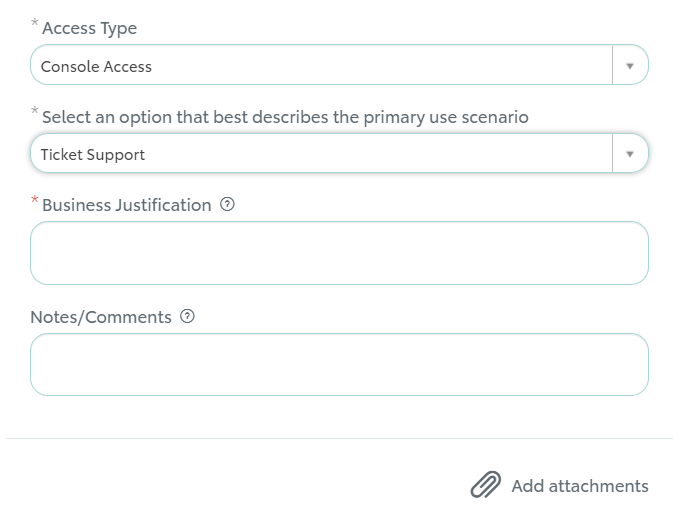 * Access Type
Console Access
* Select an option that best describes the primary use scenario
Ticket Support
* Business Justification ?
Notes/Comments ?
Add attachments